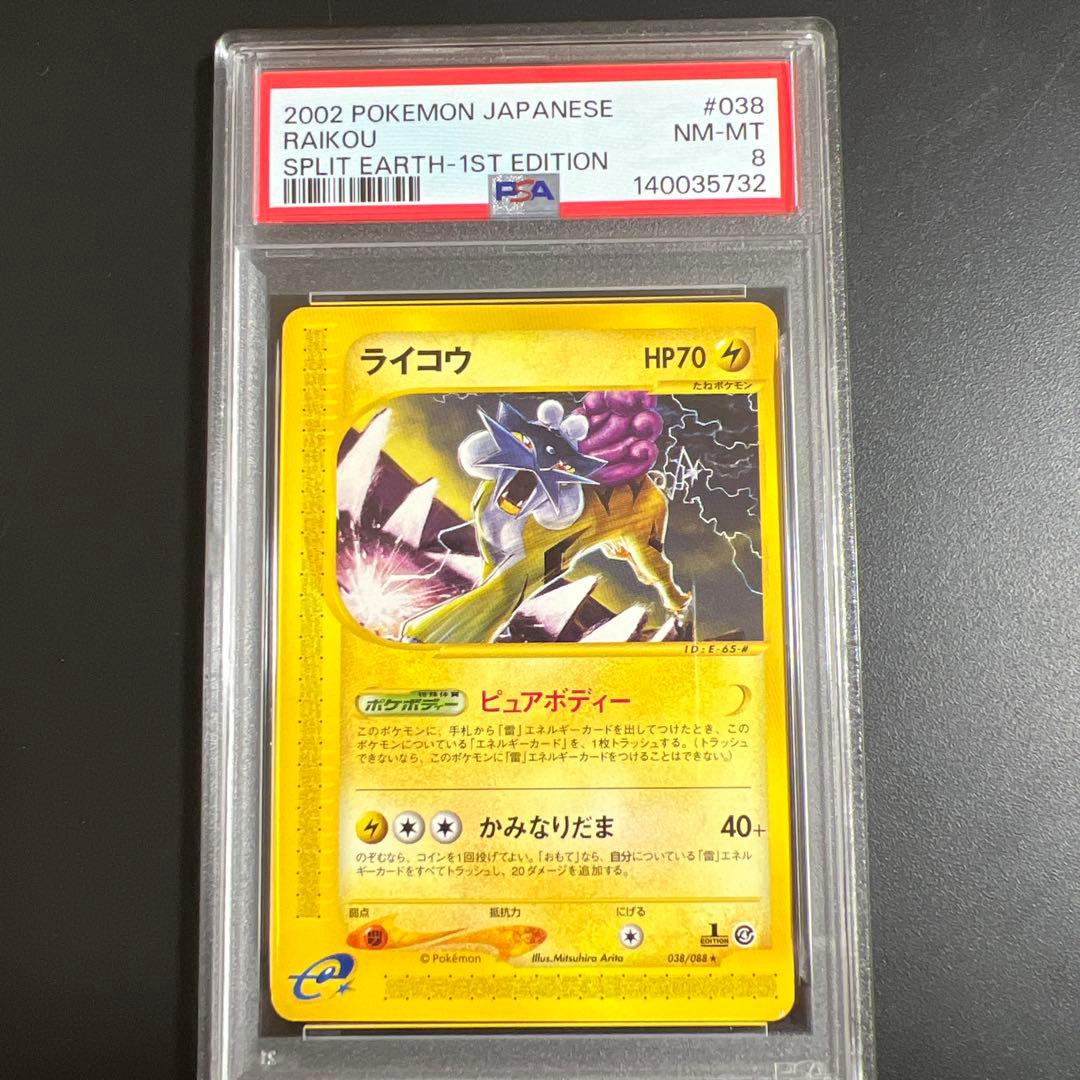 2002 POKEMON JAPANESE #038
RAIKOU NM-MT
SPLIT EARTH-1ST EDITION 8
PSA 140035732
ライコウ HP70
たねポケモン
ID:E-65-#
特殊体質
ポケボディー ピュアボディー
このポケモンに、手札から「雷」エネルギーカードを出してつけたとき、この
ポケモンについている「エネルギーカード」を、1枚トラッシュする。(トラッシュ
できないなら、このポケモンに「雷」エネルギーカードをつけることはできない。)
かみなりだま 40+
のぞむなら、コインを1回投げてよい。「おもて」なら、自分についている「雷」エネル
ギーカードをすべてトラッシュし、20ダメージを追加する。
弱点 抵抗力 にげる
1
EDITION
©Pokémon Illus.Mitsuhiro Arita 038/088★
e